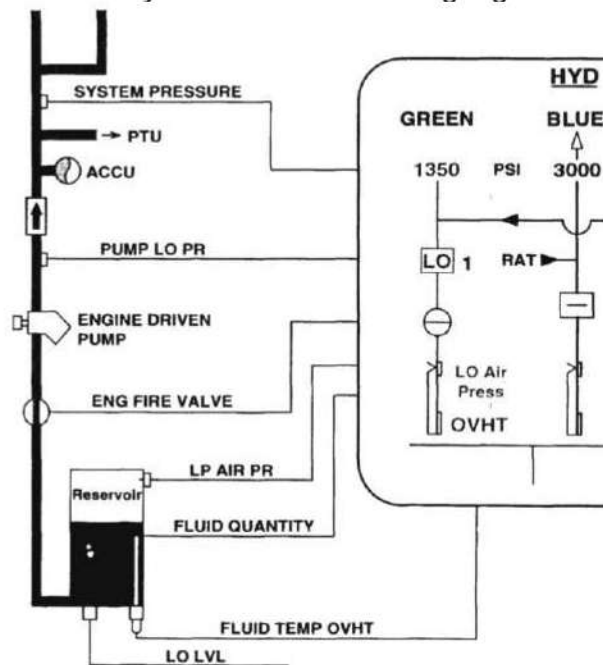 SYSTEM PRESSURE
→ PTU
ACCU
PUMP LO PR
ENGINE DRIVEN
PUMP
ENG FIRE VALVE
Reservoir
LP AIR PR
FLUID QUANTITY
FLUID TEMP OVHT
LO LVL
HYD
GREEN BLUE
1350 PSI 3000
LO 1 RAT
LO Air
Press
OVHT